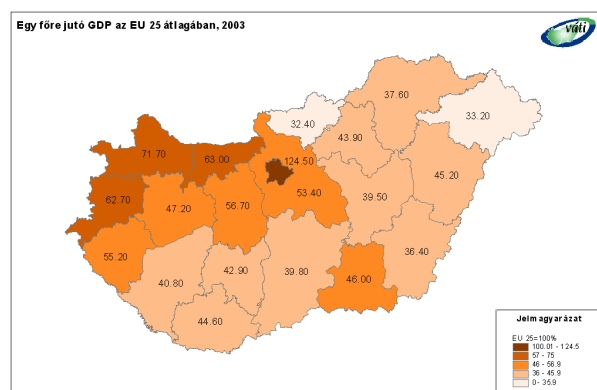 Egy főre jutó GDP az EU 25 átlagában, 2003
váti
37.60
32.40
33.20
43.90
71.70
63.00
124.50
45.20
53.40
62.70
47.20
56.70
39.50
55.20
36.40
42.90
39.80
46.00
40.80
44.60
Jelmagyarázat
EU 25=100%
100.01 - 124.5
57 - 75
46 - 56.9
36 - 45.9
0 - 35.9